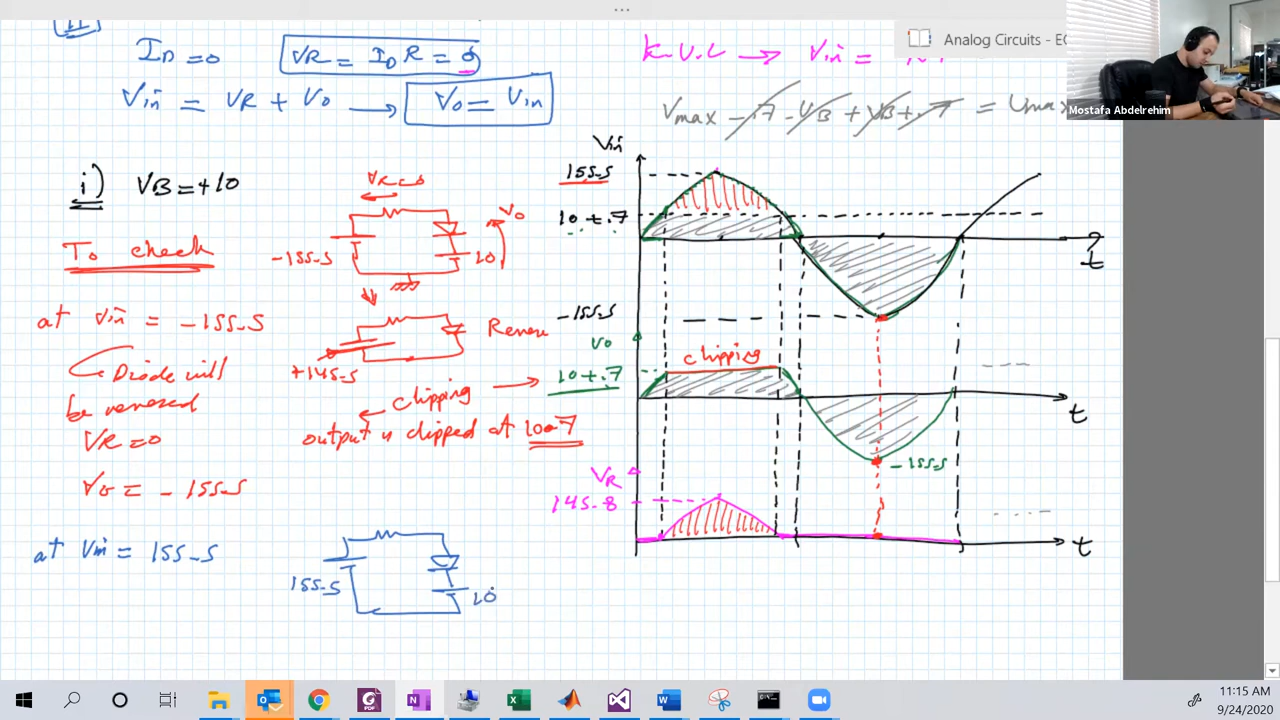 ID=0
VR = ID R = 0
Vin = VR + Vo → Vo = Vin
K.V.L → Vin =
Vmax - .7 - VB + VB + .7 = Vmax
Analog Circuits - EC
Mostafa Abdelrehim
i) VB=+10
To check
at Vin = -155.5
Diode will
be reversed
VR=0
Vo = -155.5
at Vin = 155.5
VR=0
Vo
-155.5
10
Reverse
+145.5
clipping
output is clipped at 10.7
155.5
10
Vin
155.5
10+.7
t
-155.5
Vo
clipping
10+.7
t
-155.5
VR
145.8
t
PDF
11:15 AM
9/24/2020